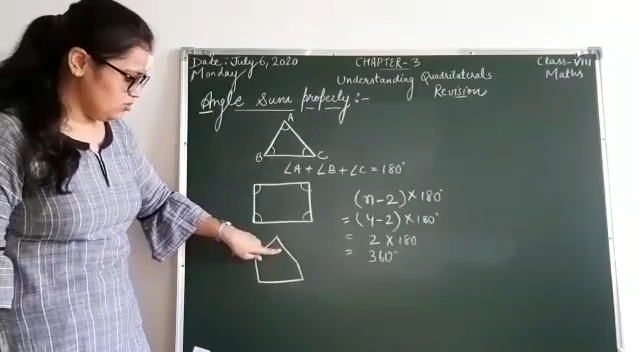 Date: July 6, 2020
Monday
CHAPTER-3
Understanding Quadrilaterals
Revision
Class-VIII
Maths
Angle sum property :-
A
B C
∠A + ∠B + ∠C = 180°
(n-2) × 180°
= (4-2) × 180°
= 2 × 180
= 360°